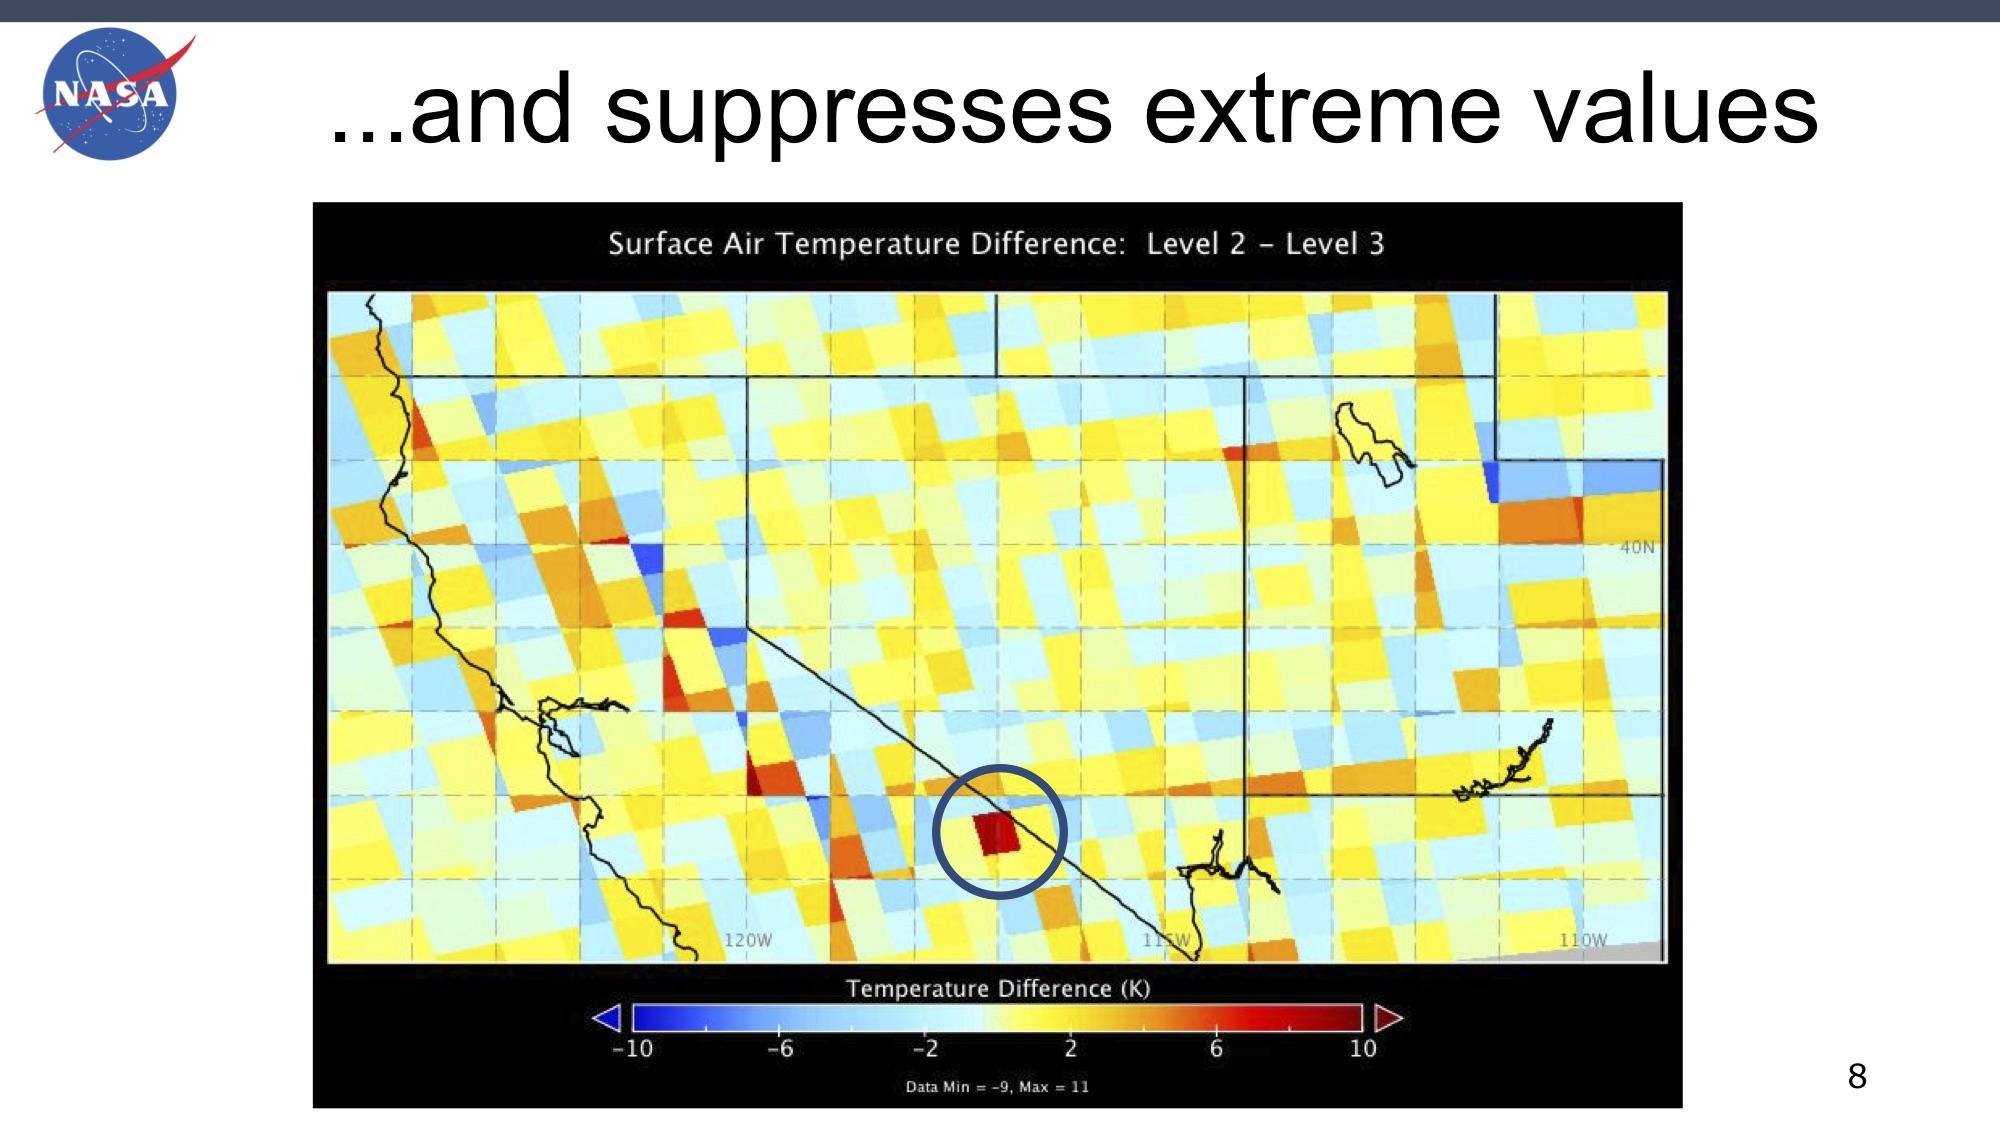 NASA
...and suppresses extreme values
Surface Air Temperature Difference: Level 2 – Level 3
40N
120W
115W
110W
Temperature Difference (K)
−10 −6 −2 2 6 10
Data Min = −9, Max = 11
8